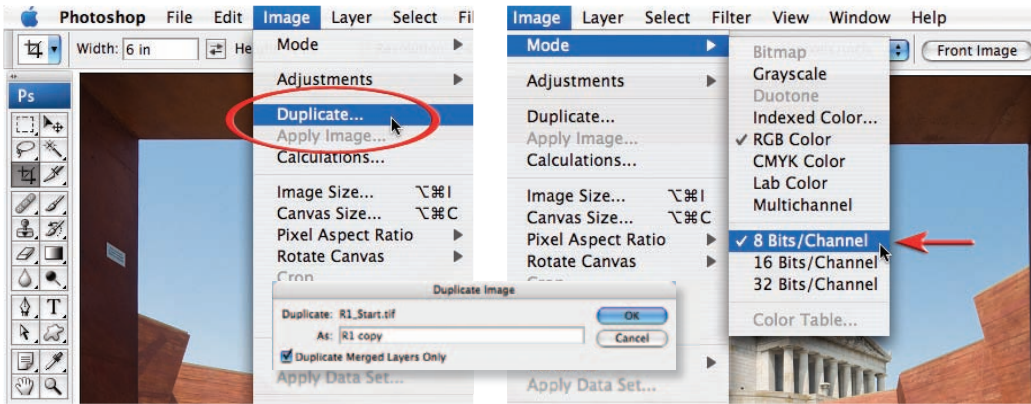 Photoshop File Edit Image Layer Select Fil
Width: 6 in He
Ps
Mode
Adjustments
Duplicate...
Apply Image...
Calculations...
Image Size... ⌥⌘I
Canvas Size... ⌥⌘C
Pixel Aspect Ratio
Rotate Canvas
Crop
Apply Data Set...
Image Layer Select Filter View Window Help
Front Image
Mode
Adjustments
Duplicate...
Apply Image...
Calculations...
Image Size... ⌥⌘I
Canvas Size... ⌥⌘C
Pixel Aspect Ratio
Rotate Canvas
Apply Data Set...
Bitmap
Grayscale
Duotone
Indexed Color...
✓ RGB Color
CMYK Color
Lab Color
Multichannel
✓ 8 Bits/Channel
16 Bits/Channel
32 Bits/Channel
Color Table...
Duplicate Image
Duplicate: R1_Start.tif
OK
As: R1 copy
Cancel
Duplicate Merged Layers Only